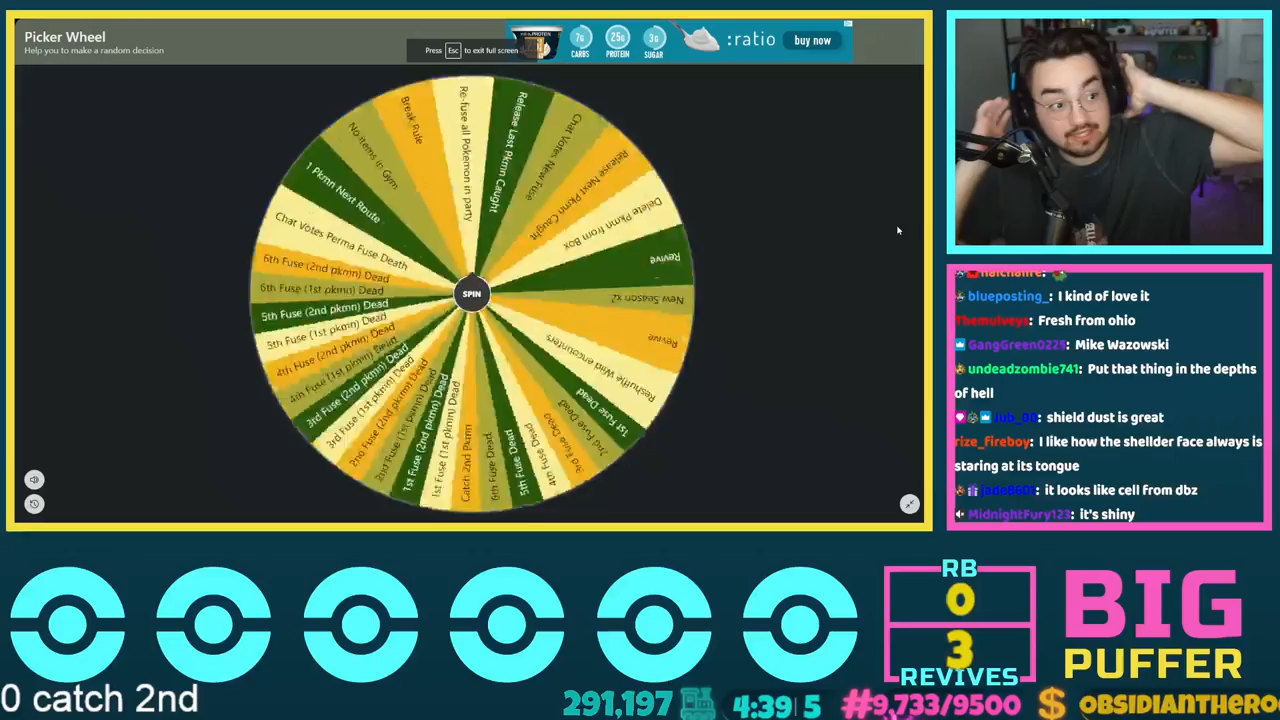 Picker Wheel
Help you to make a random decision
Press Esc to exit full screen
7g CARBS
25g PROTEIN
3g SUGAR
:ratio
buy now
Re-fuse all Pokemon in party
Release Last Pkmn Caught
Chat Votes New Fuse
Release Next Pkmn Caught
Delete Pkmn from Box
Revive
New Season x2
Revive
Reshuffle Wild encounters
1st Fuse Dead
2nd Fuse Dead
3rd Fuse Dead
4th Fuse Dead
5th Fuse Dead
6th Fuse Dead
Catch 2nd Pkmn
1st Fuse (1st pkmn) Dead
1st Fuse (2nd pkmn) Dead
2nd Fuse (1st pkmn) Dead
2nd Fuse (2nd pkmn) Dead
3rd Fuse (1st pkmn) Dead
3rd Fuse (2nd pkmn) Dead
4th Fuse (1st pkmn) Dead
4th Fuse (2nd pkmn) Dead
5th Fuse (1st pkmn) Dead
5th Fuse (2nd pkmn) Dead
6th Fuse (1st pkmn) Dead
6th Fuse (2nd pkmn) Dead
Chat Votes Perma Fuse Death
1 Pkmn Next Route
No items in Gym
Break Rule
SPIN
blueposting_: I kind of love it
Themulveys: Fresh from ohio
GangGreen0225: Mike Wazowski
undeadzombie741: Put that thing in the depths
of hell
Jub_00: shield dust is great
rize_fireboy: I like how the shellder face always is
staring at its tongue
jade8601: it looks like cell from dbz
MidnightFury123: it's shiny
RB
0
3
REVIVES
BIG
PUFFER
0 catch 2nd
291,197
4:39|5
#9,733/9500
$ OBSIDIANTHERO